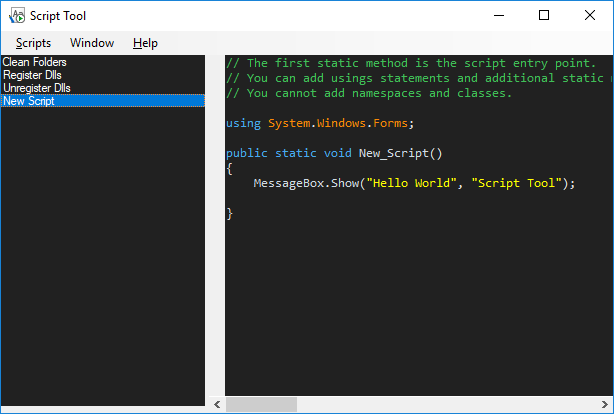 Script Tool
Scripts Window Help
Clean Folders
Register Dlls
Unregister Dlls
New Script
// The first static method is the script entry point.
// You can add usings statements and additional static
// You cannot add namespaces and classes.
using System.Windows.Forms;
public static void New_Script()
{
MessageBox.Show("Hello World", "Script Tool");
}